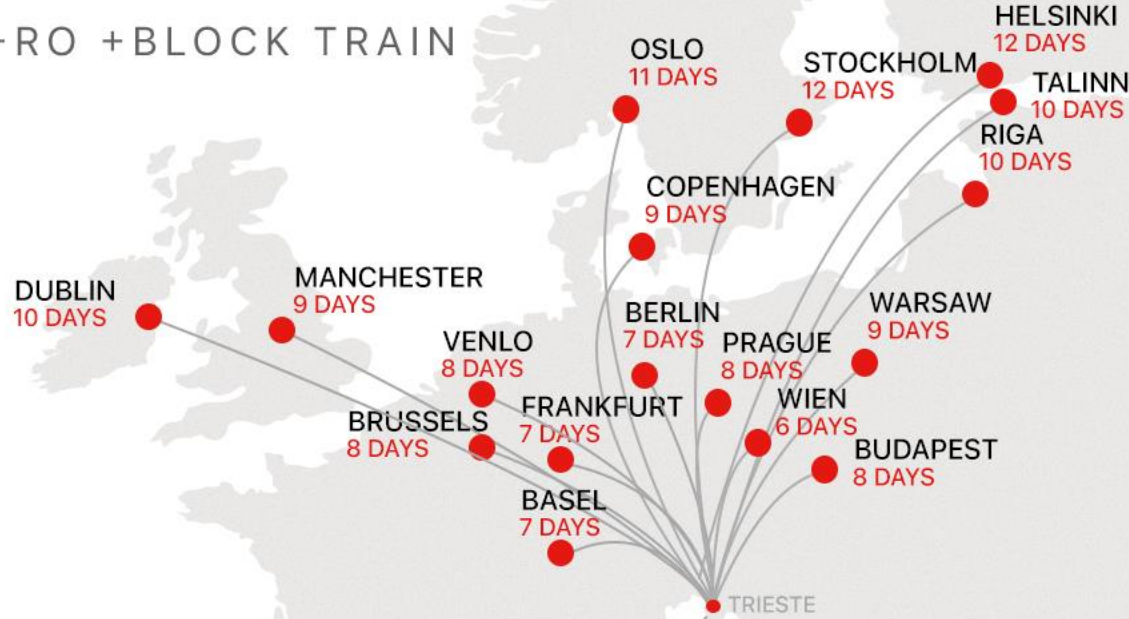 -RO +BLOCK TRAIN
HELSINKI
12 DAYS
OSLO
11 DAYS
STOCKHOLM
12 DAYS
TALINN
10 DAYS
RIGA
10 DAYS
COPENHAGEN
9 DAYS
DUBLIN
10 DAYS
MANCHESTER
9 DAYS
BERLIN
7 DAYS
WARSAW
9 DAYS
VENLO
8 DAYS
PRAGUE
8 DAYS
WIEN
6 DAYS
FRANKFURT
7 DAYS
BRUSSELS
8 DAYS
BUDAPEST
8 DAYS
BASEL
7 DAYS
TRIESTE